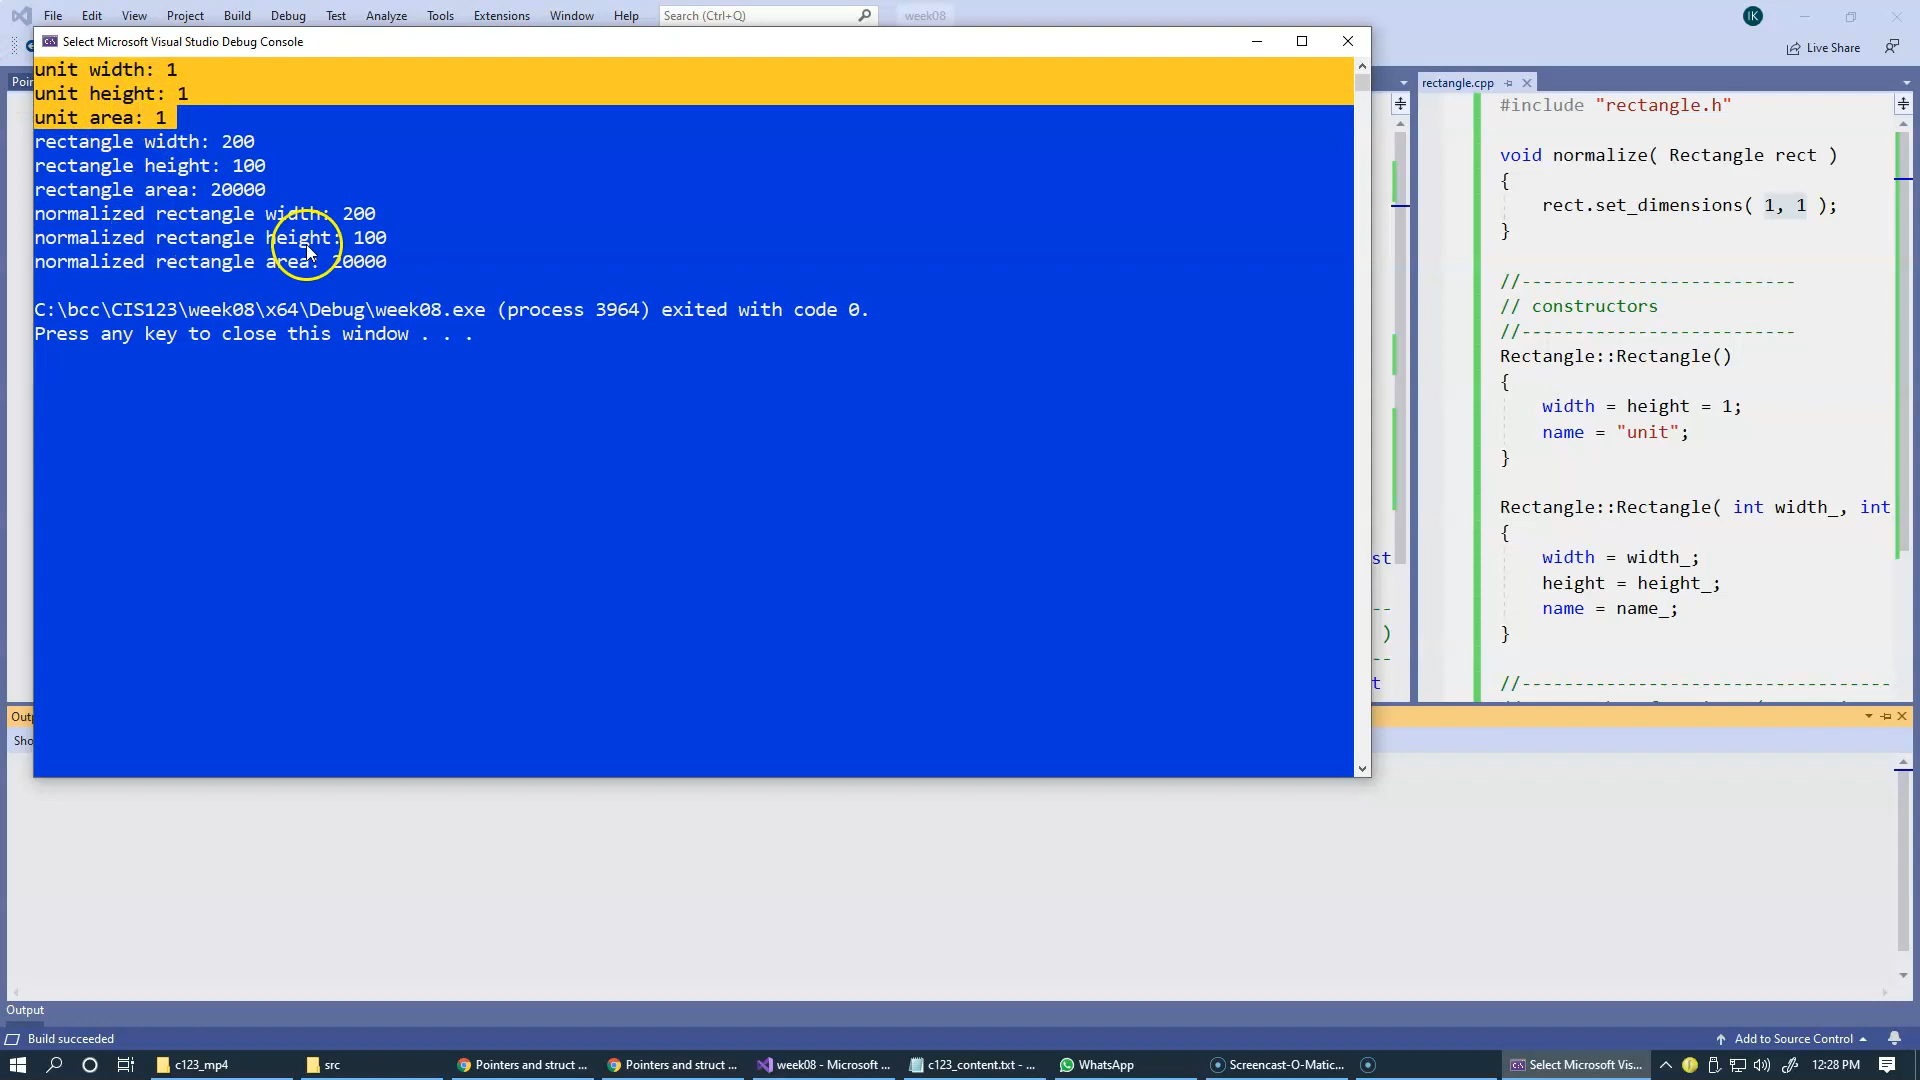 File Edit View Project Build Debug Test Analyze Tools Extensions Window Help Search (Ctrl+Q) week08 IK
Select Microsoft Visual Studio Debug Console
Live Share
rectangle.cpp
unit width: 1
unit height: 1
unit area: 1
rectangle width: 200
rectangle height: 100
rectangle area: 20000
normalized rectangle width: 200
normalized rectangle height: 100
normalized rectangle area: 20000
C:\bcc\CIS123\week08\x64\Debug\week08.exe (process 3964) exited with code 0.
Press any key to close this window . . .
#include "rectangle.h"
void normalize( Rectangle rect )
{
rect.set_dimensions( 1, 1 );
}
//--------------------------
// constructors
//--------------------------
Rectangle::Rectangle()
{
width = height = 1;
name = "unit";
}
Rectangle::Rectangle( int width_, int
{
width = width_;
height = height_;
name = name_;
}
//-----------------------------------
st
--
)
--
t
Output
Build succeeded
Add to Source Control
c123_mp4
src
Pointers and struct ...
Pointers and struct ...
week08 - Microsoft ...
c123_content.txt - ...
WhatsApp
Screencast-O-Matic...
Select Microsoft Vis...
12:28 PM